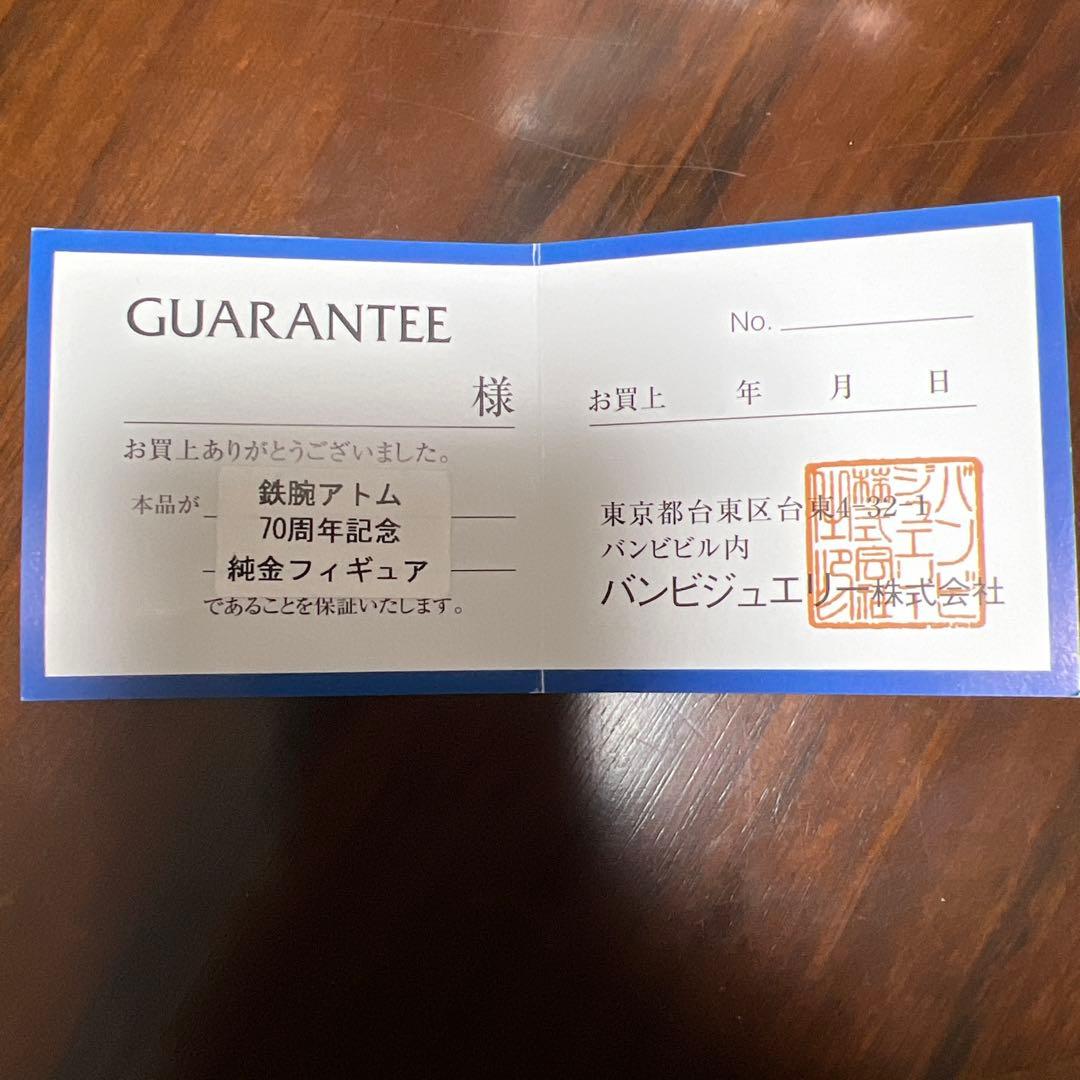 GUARANTEE
様
お買上ありがとうございました。
本品が
鉄腕アトム
70周年記念
純金フィギュア
であることを保証いたします。
No.
お買上 年 月 日
東京都台東区台東4-32-1
バンビビル内
バンビジュエリー株式会社